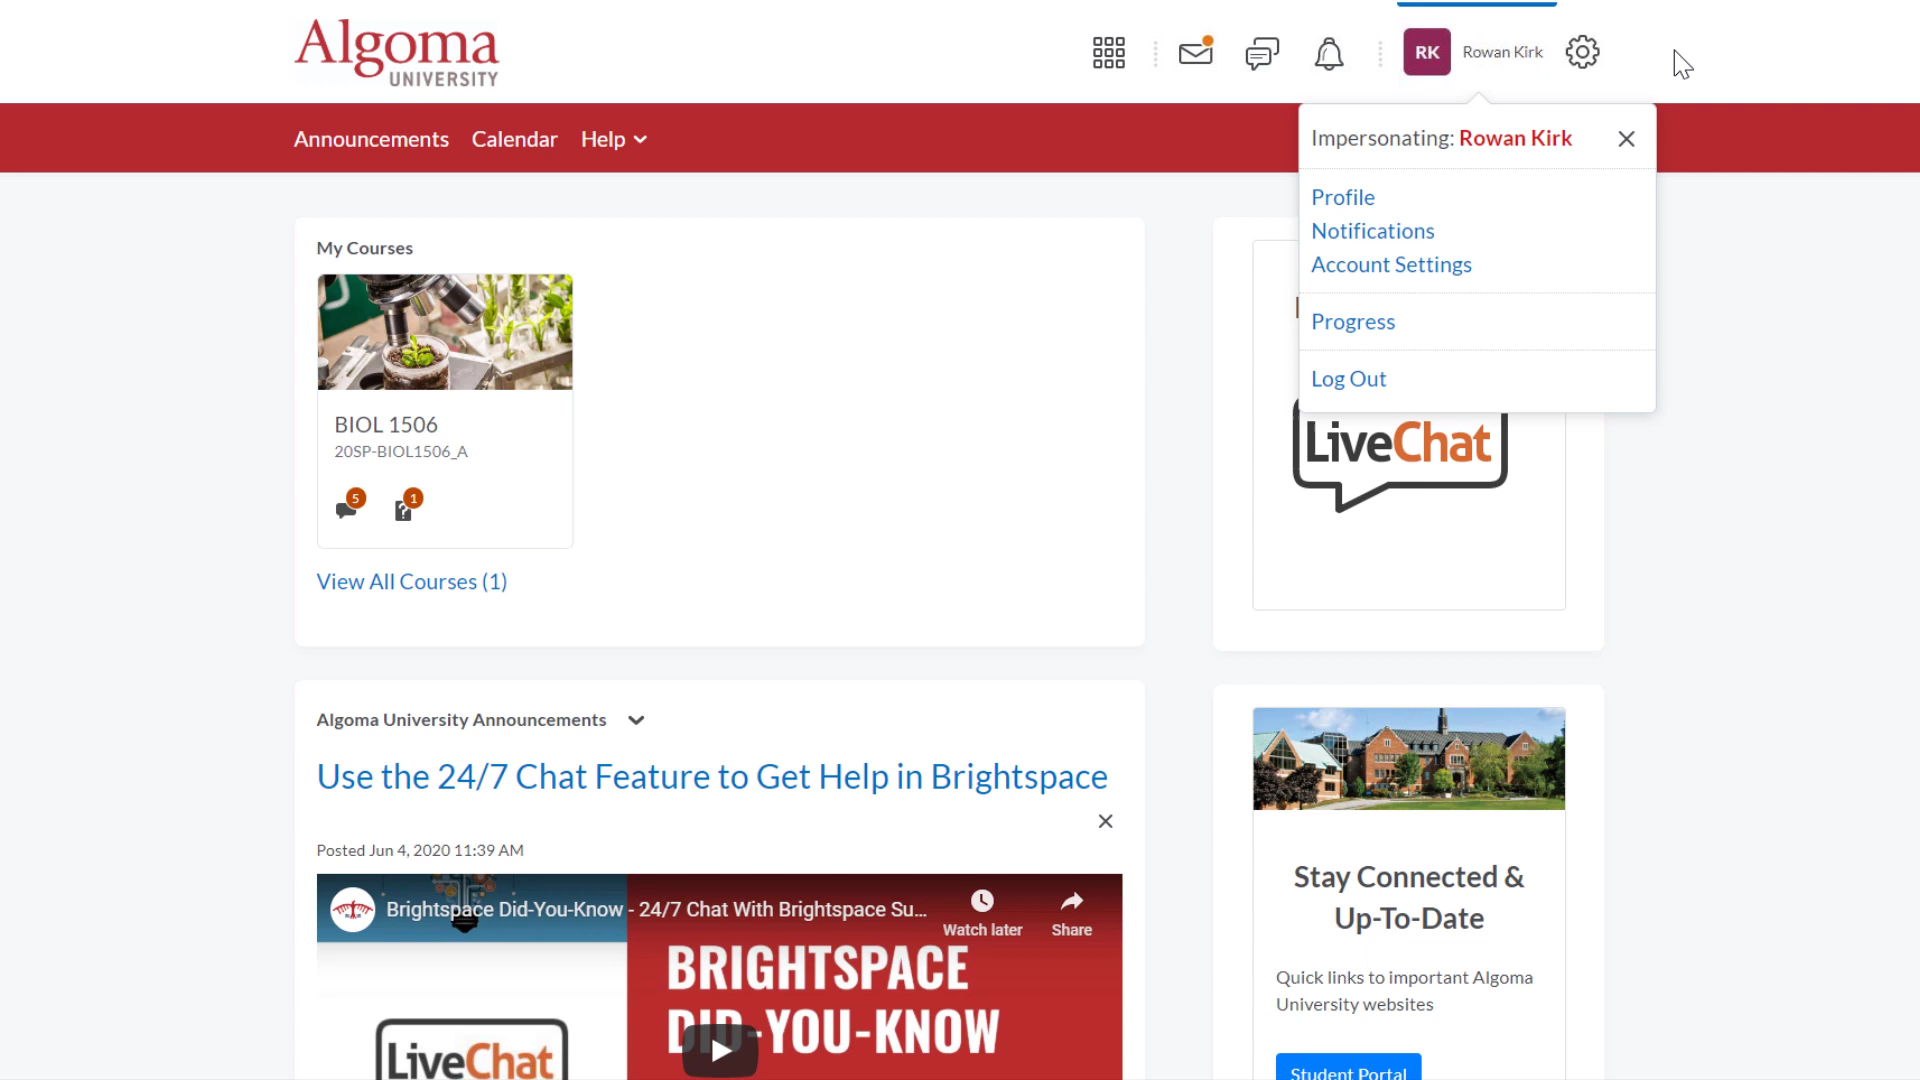 Algoma
UNIVERSITY
RK Rowan Kirk
Announcements Calendar Help
Impersonating: Rowan Kirk
Profile
Notifications
Account Settings
Progress
Log Out
My Courses
BIOL 1506
20SP-BIOL1506_A
5 1
View All Courses (1)
LiveChat
Algoma University Announcements
Use the 24/7 Chat Feature to Get Help in Brightspace
Posted Jun 4, 2020 11:39 AM
Brightspace Did-You-Know - 24/7 Chat With Brightspace Su...
Watch later Share
BRIGHTSPACE
DID-YOU-KNOW
LiveChat
Stay Connected &
Up-To-Date
Quick links to important Algoma
University websites
Student Portal